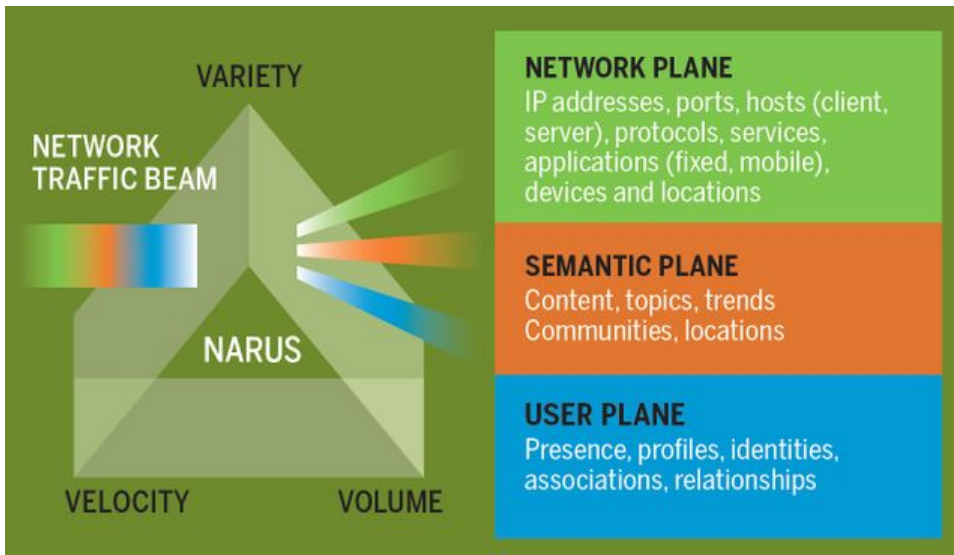 VARIETY
NETWORK
TRAFFIC BEAM
NARUS
VELOCITY
VOLUME
NETWORK PLANE
IP addresses, ports, hosts (client,
server), protocols, services,
applications (fixed, mobile),
devices and locations
SEMANTIC PLANE
Content, topics, trends
Communities, locations
USER PLANE
Presence, profiles, identities,
associations, relationships